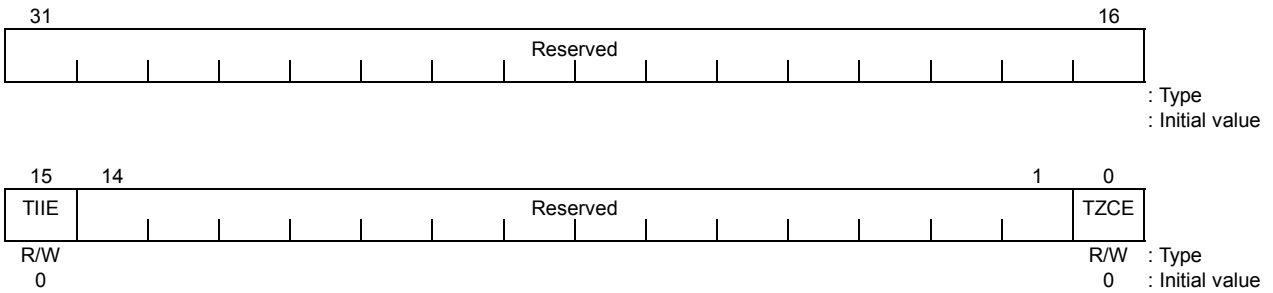 31 16
Reserved
: Type
: Initial value
15 14 1 0
TIIE Reserved TZCE
R/W R/W : Type
0 0 : Initial value